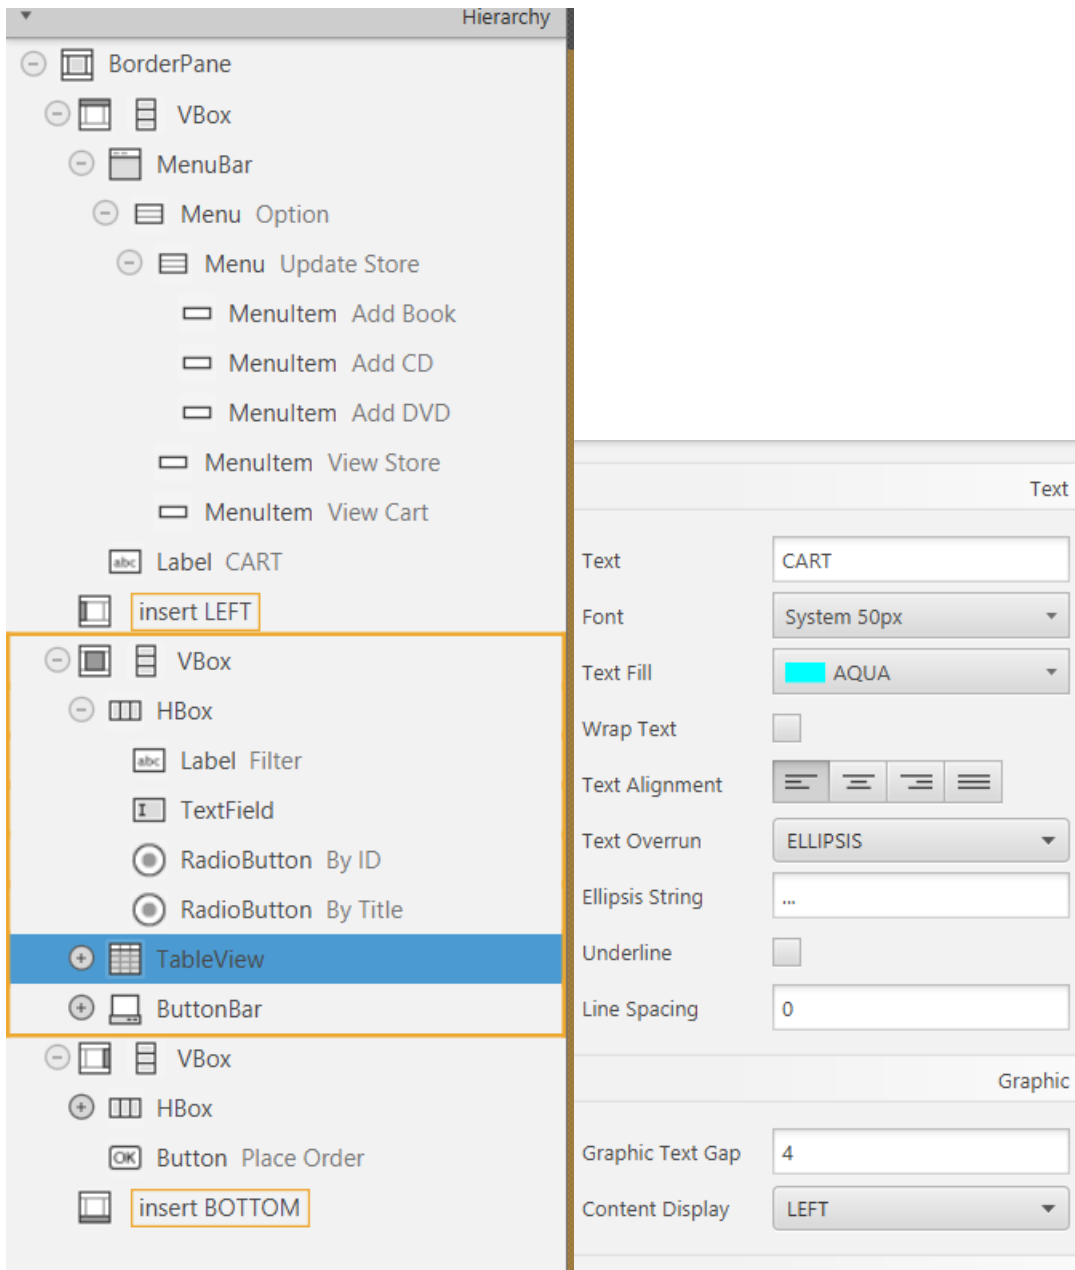 Hierarchy
BorderPane
VBox
MenuBar
Menu Option
Menu Update Store
MenuItem Add Book
MenuItem Add CD
MenuItem Add DVD
MenuItem View Store
MenuItem View Cart
abc Label CART
insert LEFT
VBox
HBox
abc Label Filter
I TextField
RadioButton By ID
RadioButton By Title
TableView
ButtonBar
VBox
HBox
OK Button Place Order
insert BOTTOM
Text
Text CART
Font System 50px
Text Fill AQUA
Wrap Text
Text Alignment
Text Overrun ELLIPSIS
Ellipsis String ...
Underline
Line Spacing 0
Graphic
Graphic Text Gap 4
Content Display LEFT